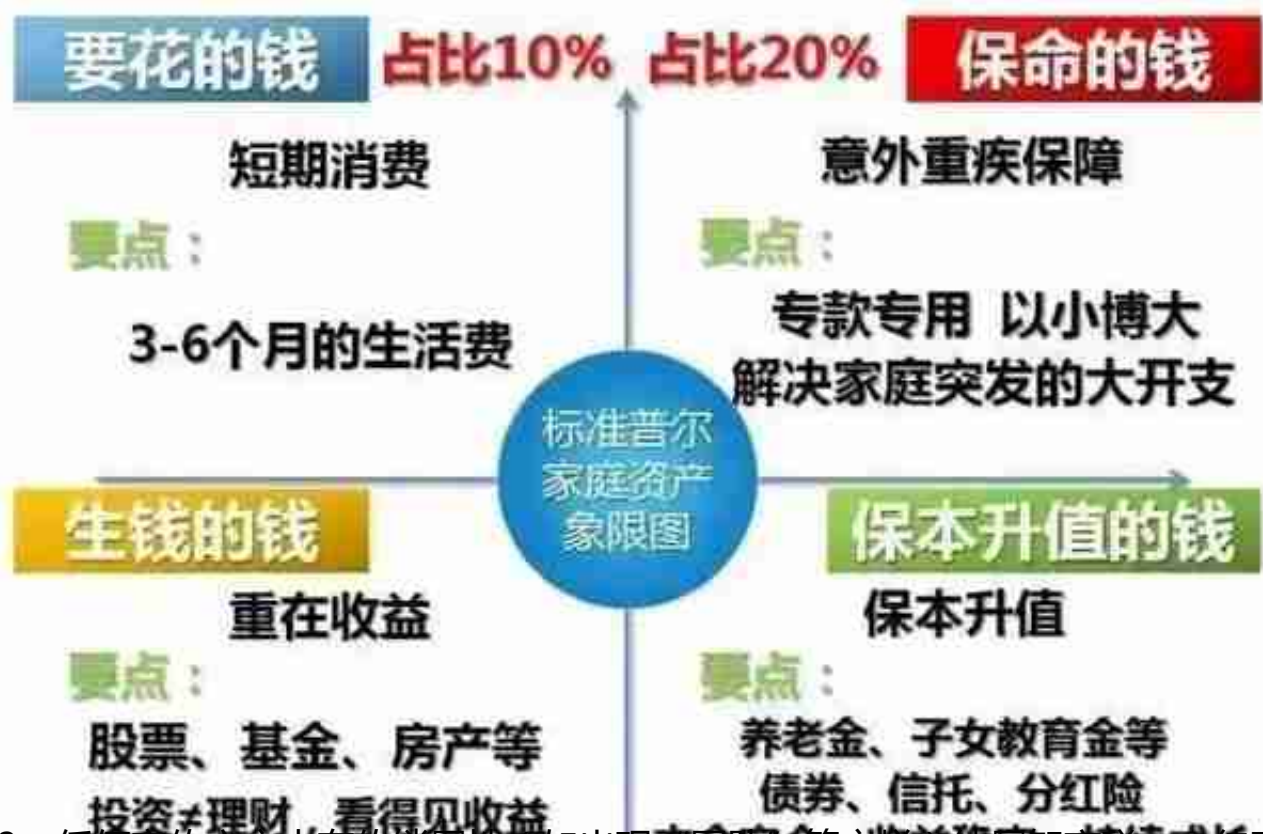 要花的钱 占比10%
短期消费
要点：
3-6个月的生活费
占比20% 保命的钱
意外重疾保障
要点：
专款专用 以小博大
解决家庭突发的大开支
标准普尔
家庭资产
象限图
生钱的钱
重在收益
要点：
股票、基金、房产等
投资≠理财 看得见收益
保本升值的钱
保本升值
要点：
养老金、子女教育金等
债券、信托、分红险